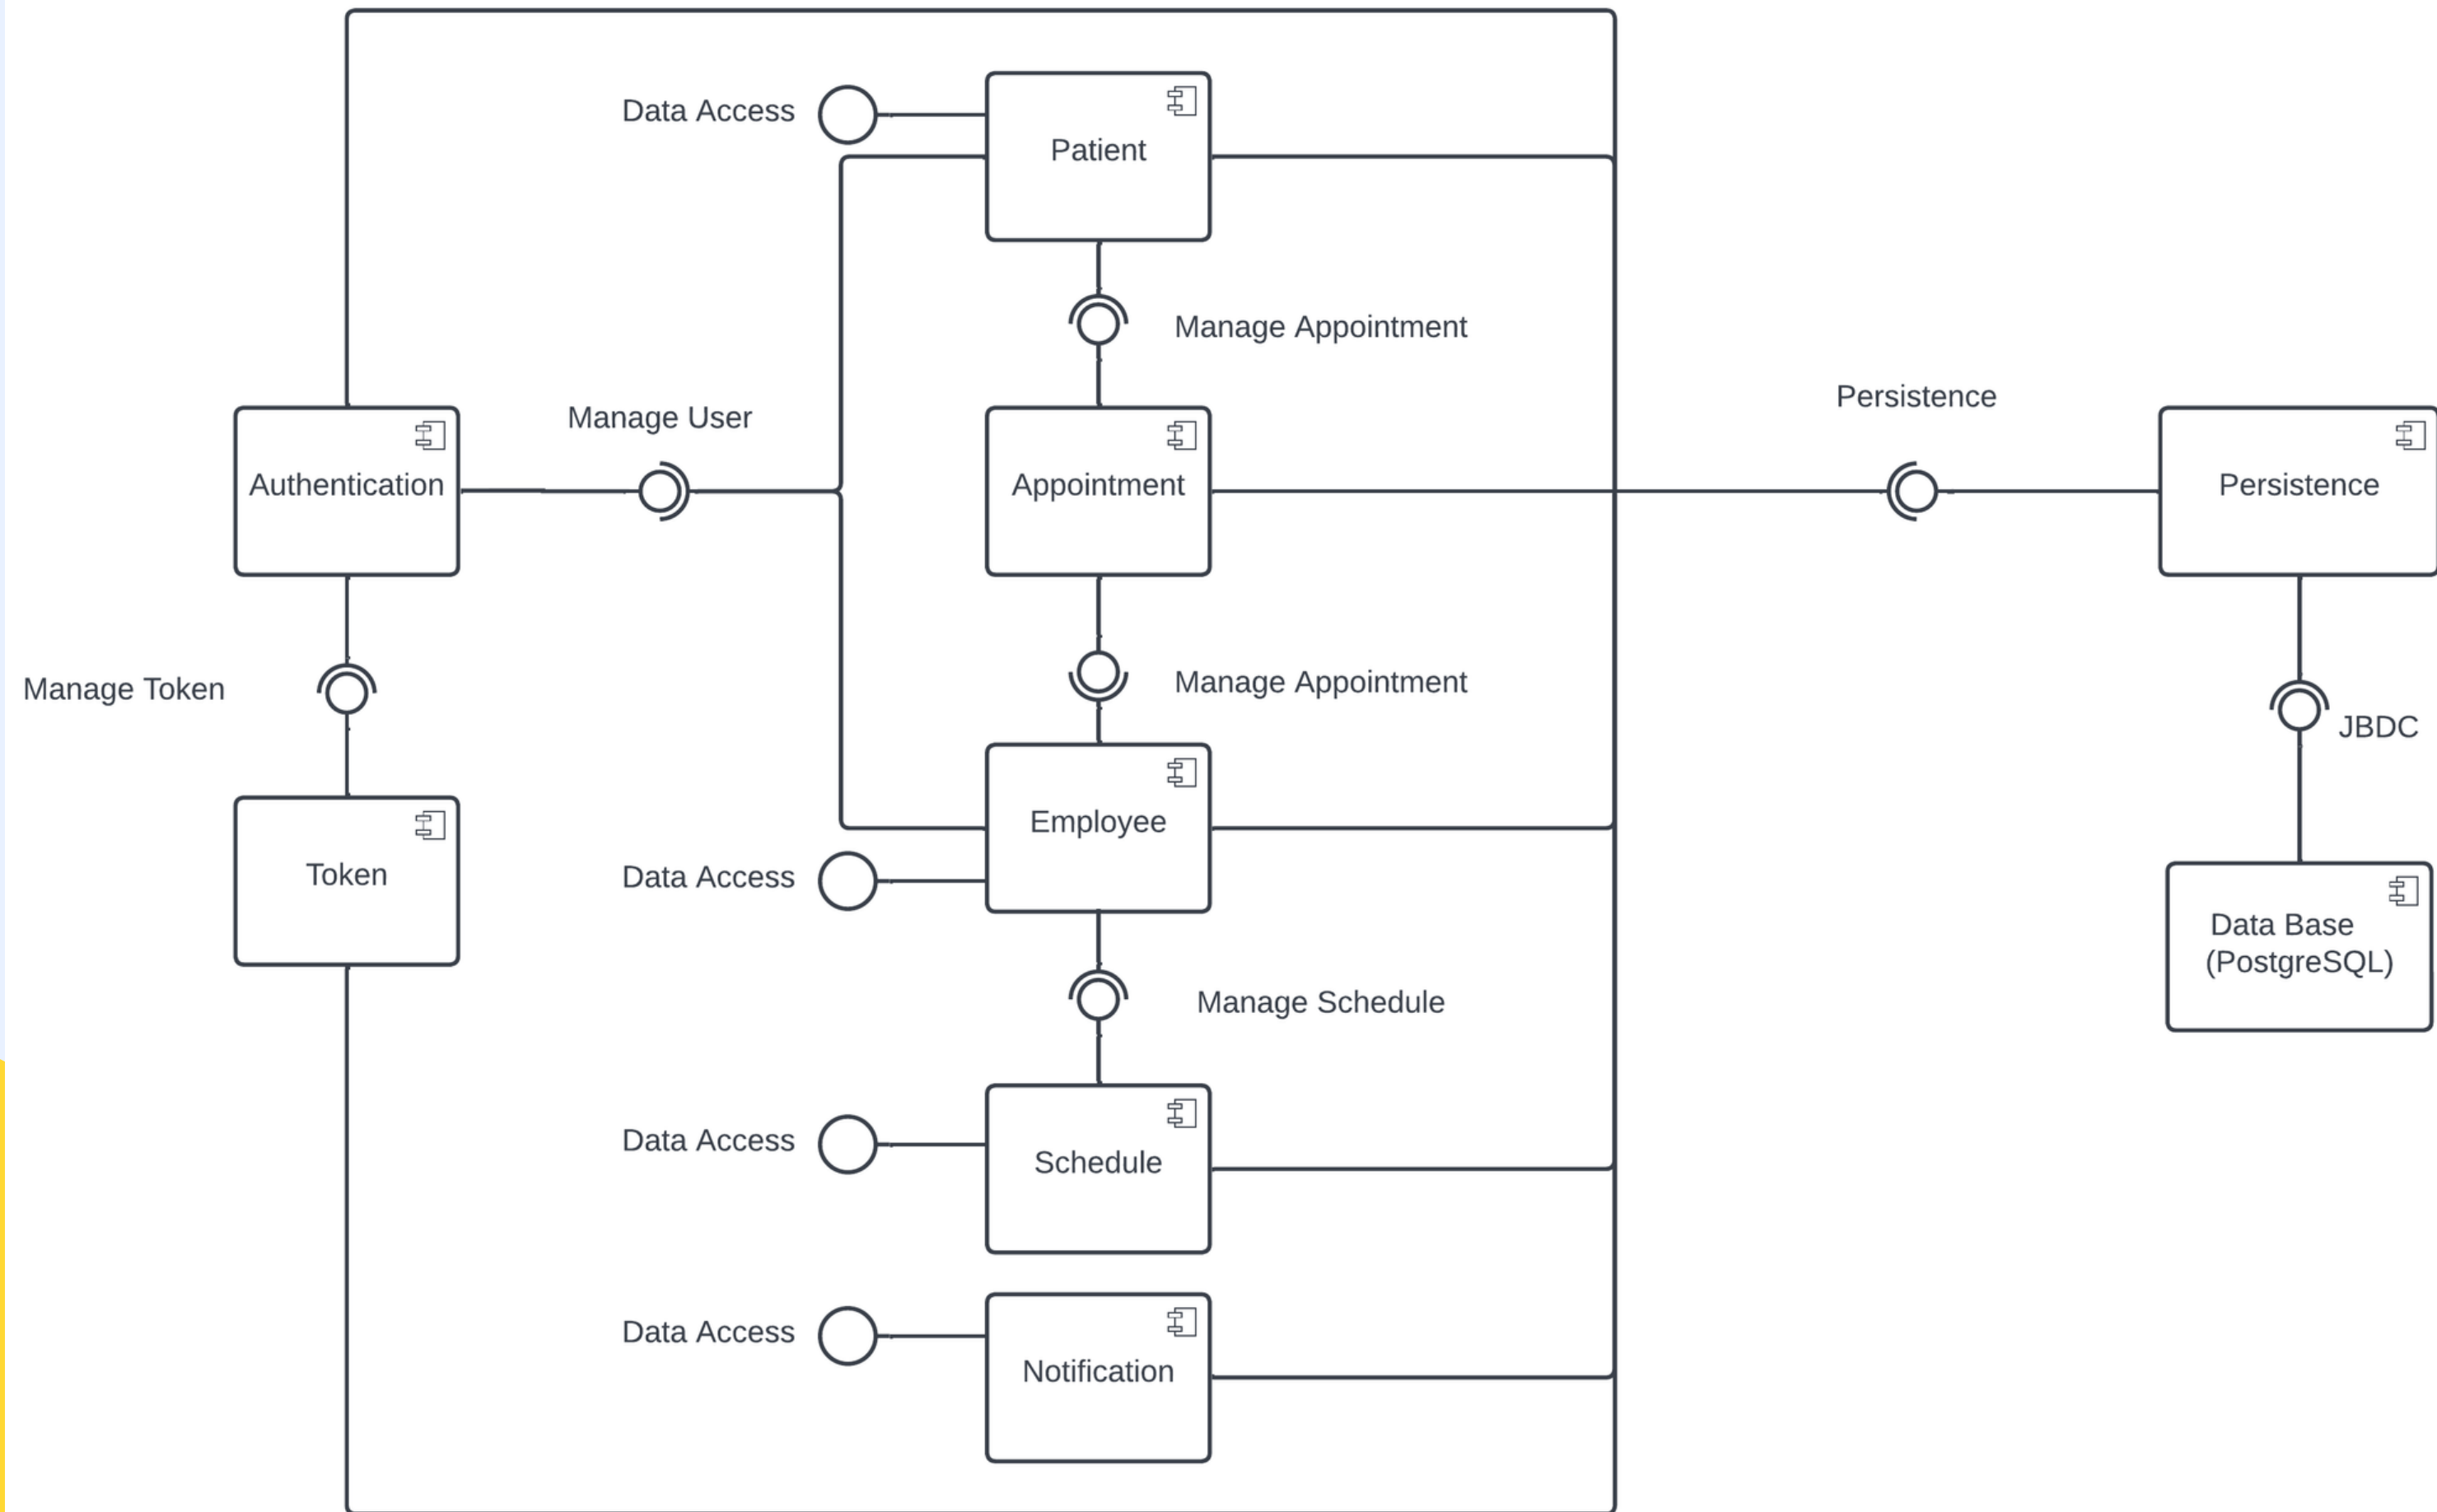 Data Access
Patient
Manage Appointment
Persistence
Manage User
Authentication
Appointment
Persistence
Manage Token
Manage Appointment
JBDC
Employee
Token
Data Access
Data Base
(PostgreSQL)
Manage Schedule
Data Access
Schedule
Data Access
Notification